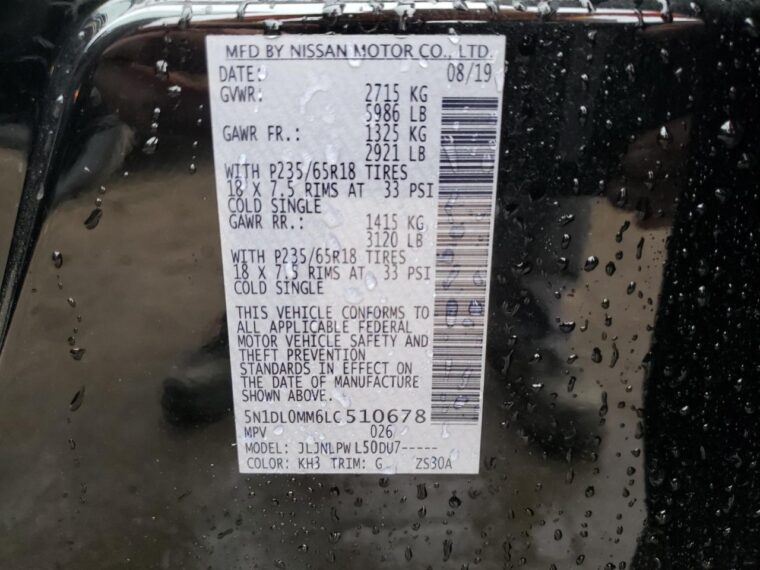 MFD BY NISSAN MOTOR CO., LTD.
DATE: 08/19
GVWR: 2715 KG
5986 LB
GAWR FR.: 1325 KG
2921 LB
WITH P235/65R18 TIRES
18 X 7.5 RIMS AT 33 PSI
COLD SINGLE
GAWR RR.: 1415 KG
3120 LB
WITH P235/65R18 TIRES
18 X 7.5 RIMS AT 33 PSI
COLD SINGLE
THIS VEHICLE CONFORMS TO
ALL APPLICABLE FEDERAL
MOTOR VEHICLE SAFETY AND
THEFT PREVENTION
STANDARDS IN EFFECT ON
THE DATE OF MANUFACTURE
SHOWN ABOVE.
5N1DL0MM6LC510678
MPV 026
MODEL: JLJNLPW L50DU7-----
COLOR: KH3 TRIM: G ZS30A